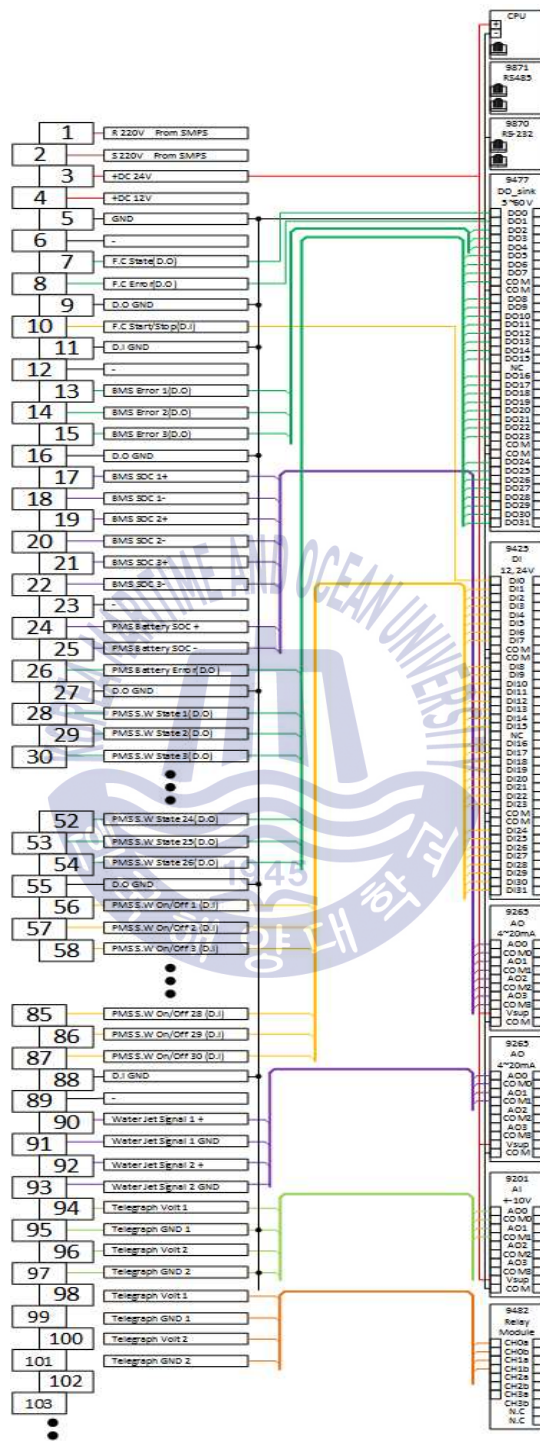 1 R 220V From SMPS
2 S 220V From SMPS
3 +DC 24V
4 +DC 12V
5 GND
6 -
7 F.C State(D.O)
8 F.C Error(D.O)
9 D.O GND
10 F.C Start/Stop(D.I)
11 D.I GND
12 -
13 BMS Error 1(D.O)
14 BMS Error 2(D.O)
15 BMS Error 3(D.O)
16 D.O GND
17 BMS SOC 1+
18 BMS SOC 1-
19 BMS SOC 2+
20 BMS SOC 2-
21 BMS SOC 3+
22 BMS SOC 3-
23 -
24 PMS Battery SOC +
25 PMS Battery SOC -
26 PMS Battery Error(D.O)
27 D.O GND
28 PMS S.W State 1(D.O)
29 PMS S.W State 2(D.O)
30 PMS S.W State 3(D.O)
52 PMS S.W State 24(D.O)
53 PMS S.W State 25(D.O)
54 PMS S.W State 26(D.O)
55 D.O GND
56 PMS S.W On/Off 1 (D.I)
57 PMS S.W On/Off 2 (D.I)
58 PMS S.W On/Off 3 (D.I)
85 PMS S.W On/Off 28 (D.I)
86 PMS S.W On/Off 29 (D.I)
87 PMS S.W On/Off 30 (D.I)
88 D.I GND
89 -
90 Water Jet Signal 1 +
91 Water Jet Signal 1 GND
92 Water Jet Signal 2 +
93 Water Jet Signal 2 GND
94 Telegraph Volt 1
95 Telegraph GND 1
96 Telegraph Volt 2
97 Telegraph GND 2
98 Telegraph Volt 1
99 Telegraph GND 1
100 Telegraph Volt 2
101 Telegraph GND 2
102
103
CPU
+
-
9871
RS485
9870
RS-232
9477
DO_sink
5~60V
DO0
DO1
DO2
DO3
DO4
DO5
DO6
DO7
COM
COM
DO8
DO9
DO10
DO11
DO12
DO13
DO14
DO15
NC
DO16
DO17
DO18
DO19
DO20
DO21
DO22
DO23
COM
COM
DO24
DO25
DO26
DO27
DO28
DO29
DO30
DO31
9425
DI
12,24V
DI0
DI1
DI2
DI3
DI4
DI5
DI6
DI7
COM
COM
DI8
DI9
DI10
DI11
DI12
DI13
DI14
DI15
NC
DI16
DI17
DI18
DI19
DI20
DI21
DI22
DI23
COM
COM
DI24
DI25
DI26
DI27
DI28
DI29
DI30
DI31
9265
AO
4~20mA
AO0
COM0
AO1
COM1
AO2
COM2
AO3
COM3
Vsup
COM
9265
AO
4~20mA
AO0
COM0
AO1
COM1
AO2
COM2
AO3
COM3
Vsup
COM
9201
AI
+-10V
AO0
COM0
AO1
COM1
AO2
COM2
AO3
COM3
Vsup
COM
9482
Relay
Module
CH0a
CH0b
CH1a
CH1b
CH2a
CH2b
CH3a
CH3b
N.C
N.C
KOREA MARITIME AND OCEAN UNIVERSITY
1945
한국해양대학교